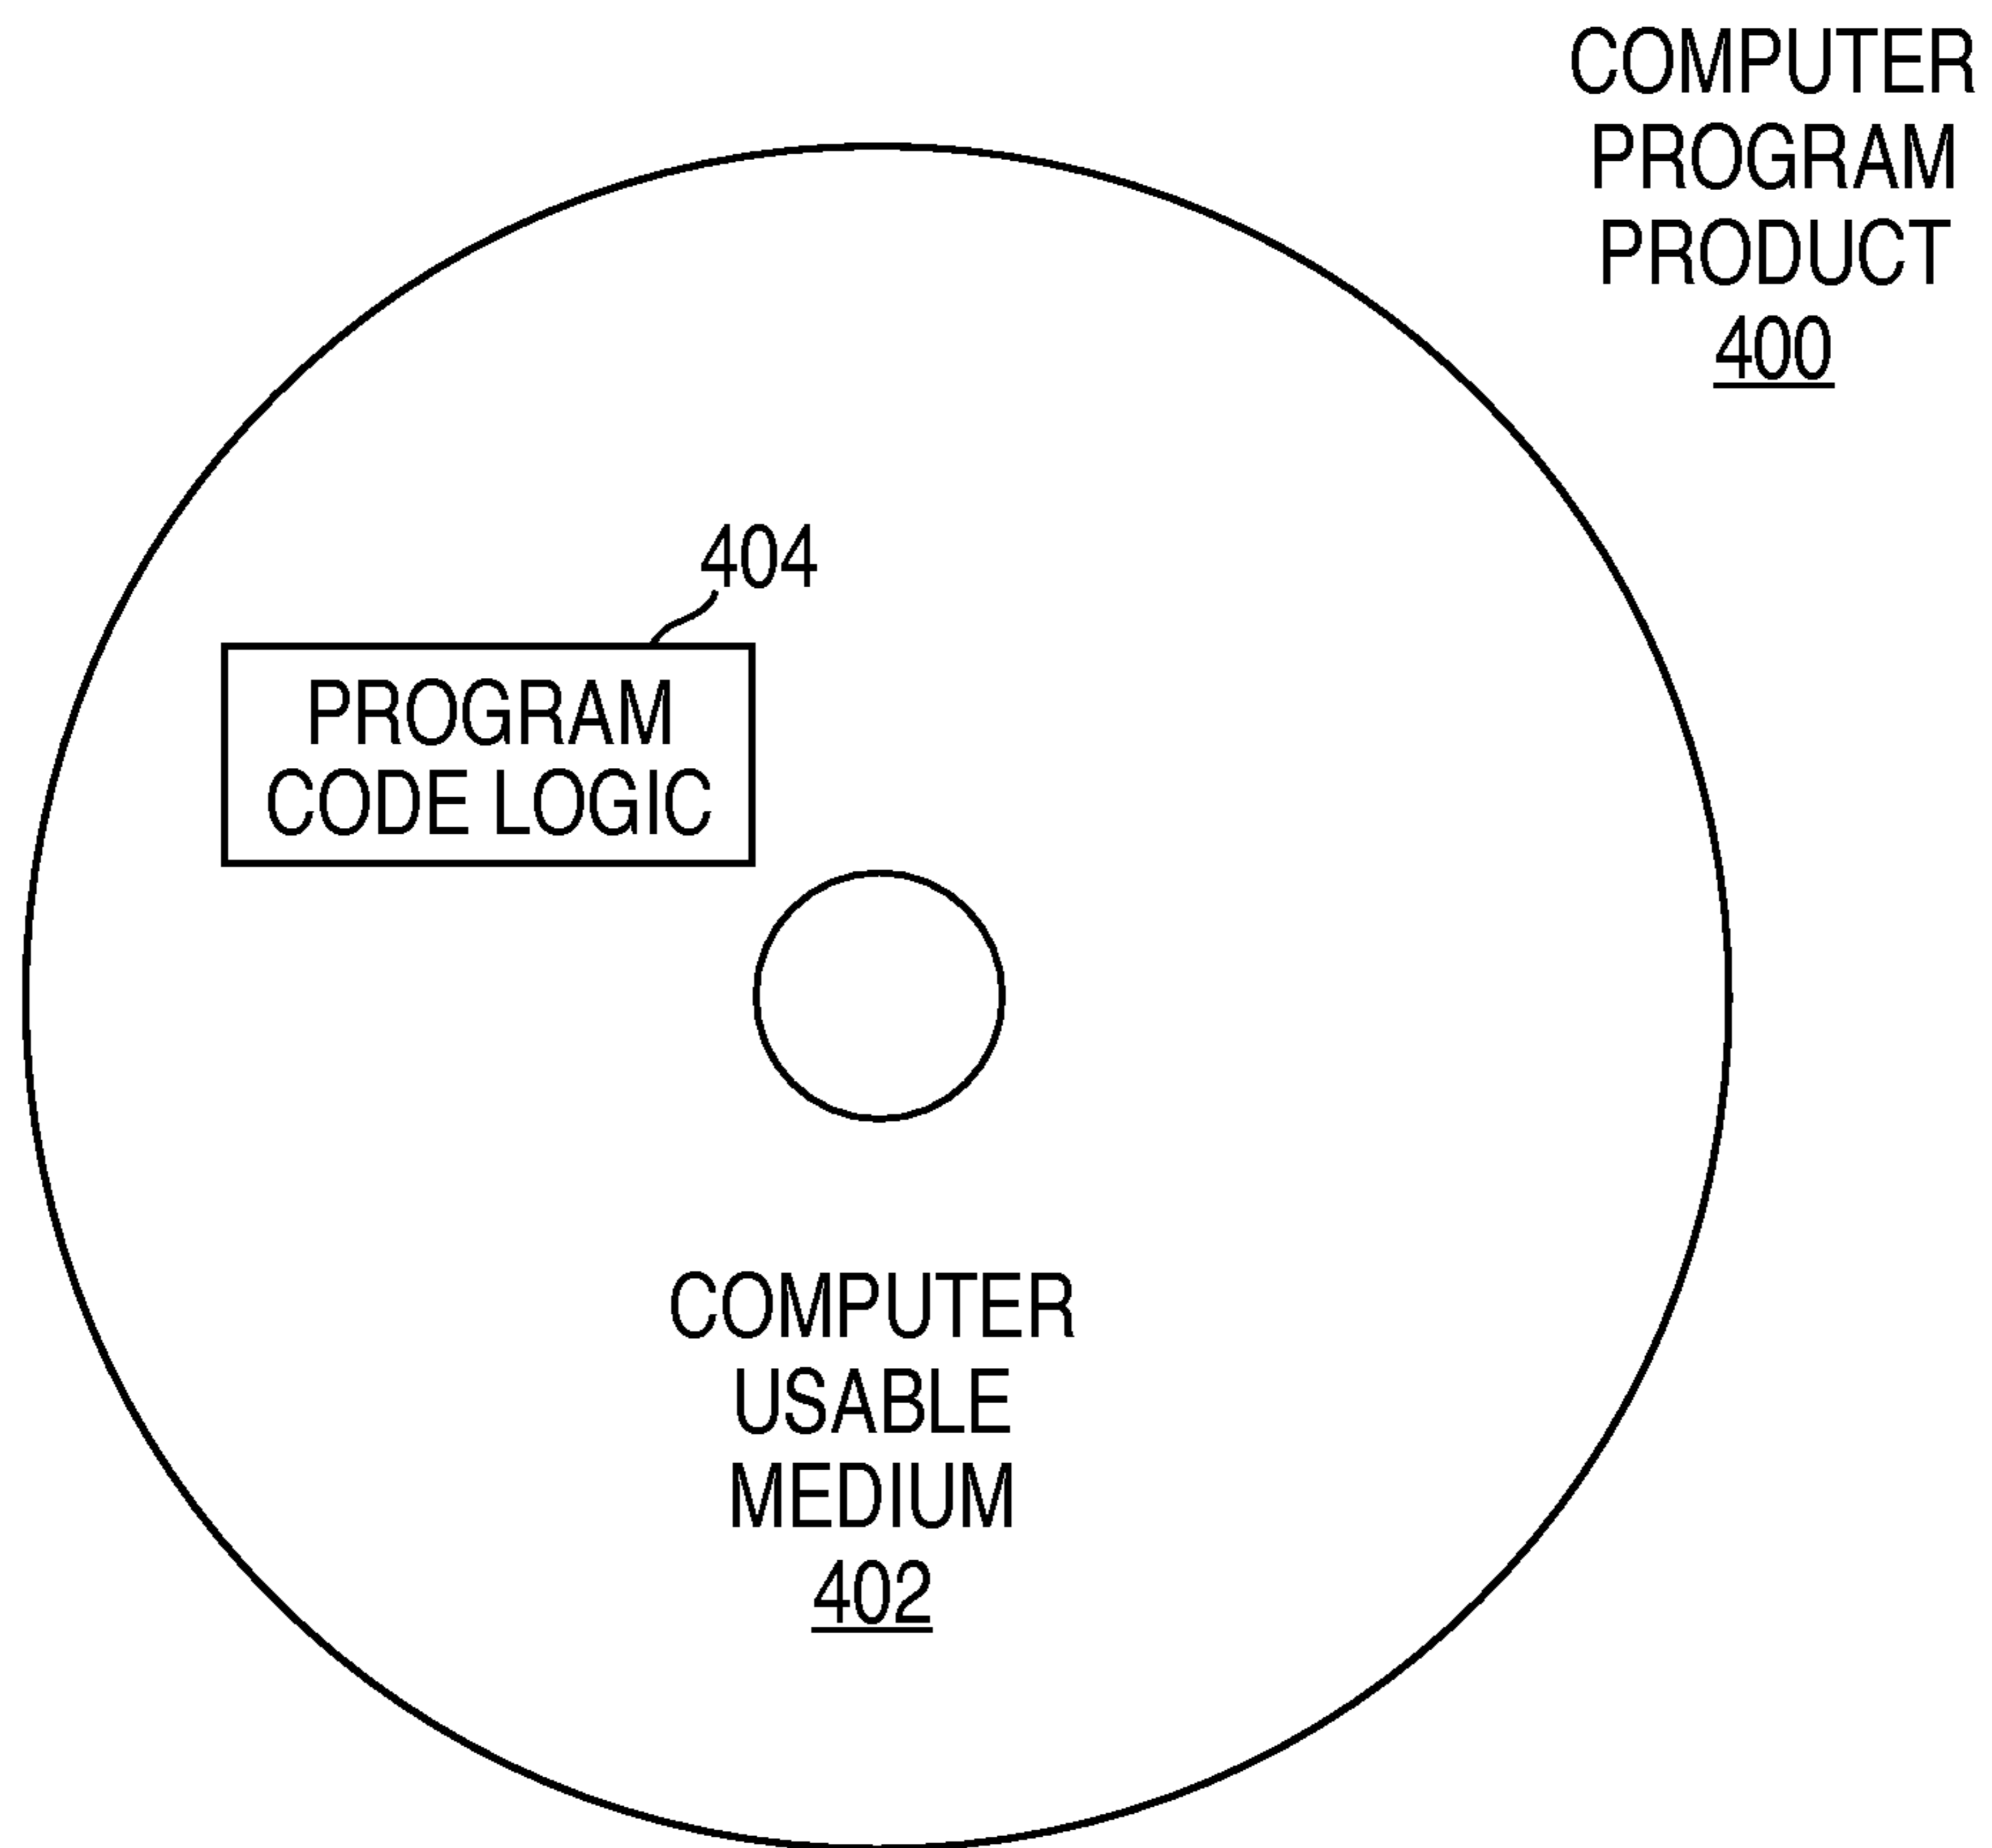 COMPUTER
PROGRAM
PRODUCT
400
404
PROGRAM
CODE LOGIC
COMPUTER
USABLE
MEDIUM
402